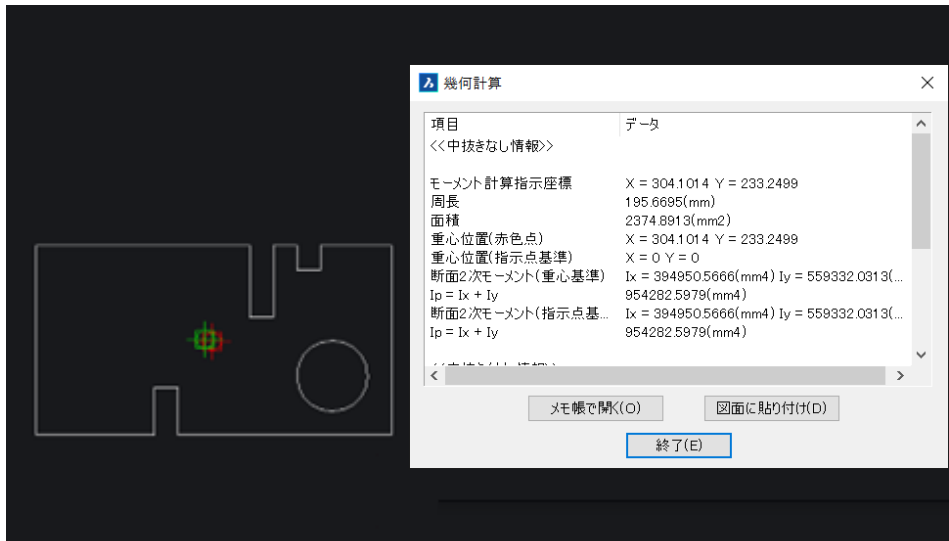 幾何計算
項目 データ
<<中抜きなし情報>>
モーメント計算指示座標 X = 304.1014 Y = 233.2499
周長 195.6695(mm)
面積 2374.8913(mm2)
重心位置(赤色点) X = 304.1014 Y = 233.2499
重心位置(指示点基準) X = 0 Y = 0
断面2次モーメント(重心基準) Ix = 394950.5666(mm4) Iy = 559332.0313(...
Ip = Ix + Iy 954282.5979(mm4)
断面2次モーメント(指示点基... Ix = 394950.5666(mm4) Iy = 559332.0313(...
Ip = Ix + Iy 954282.5979(mm4)
メモ帳で開く(O) 図面に貼り付け(D)
終了(E)